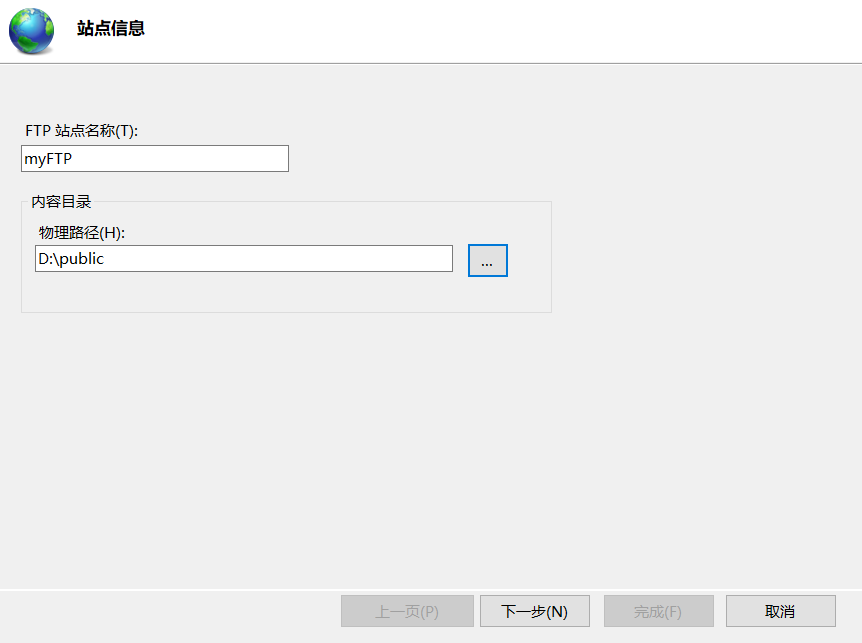 站点信息
FTP 站点名称(T):
myFTP
内容目录
物理路径(H):
D:\public
...
上一页(P)
下一步(N)
完成(F)
取消